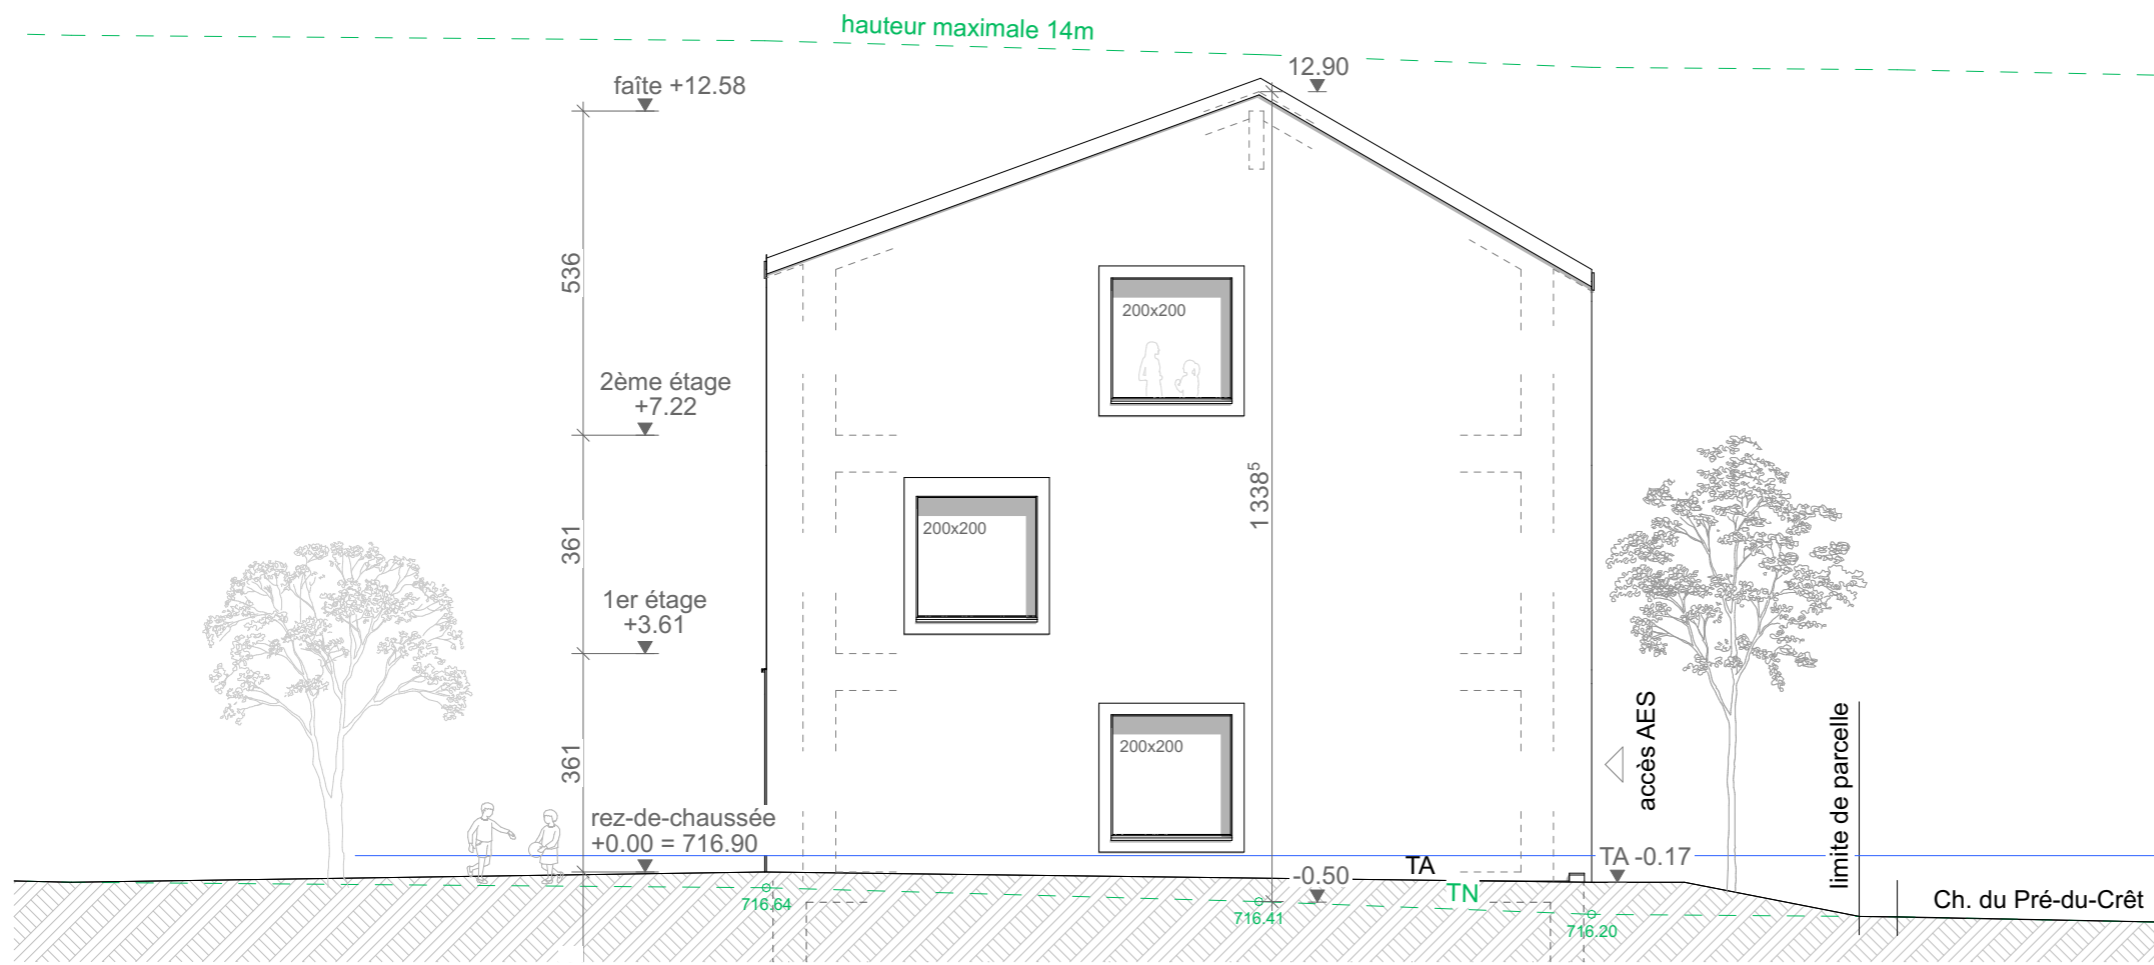 hauteur maximale 14m
faîte +12.58
12.90
536
200x200
2ème étage
+7.22
1338⁵
361
200x200
1er étage
+3.61
accès AES
limite de parcelle
361
200x200
rez-de-chaussée
+0.00 = 716.90
TA
TA -0.17
-0.50
TN
Ch. du Pré-du-Crêt
716.64
716.41
716.20